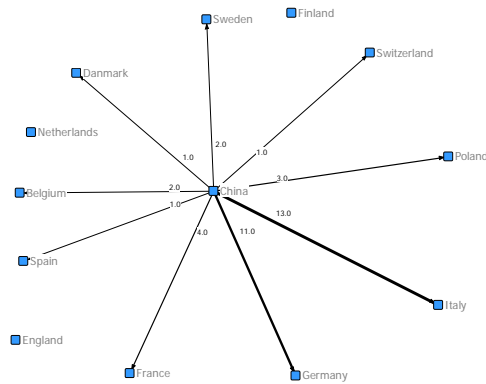 Finland
Sweden
Switzerland
Danmark
Netherlands
1.0
2.0
1.0
Poland
3.0
Belgium
2.0
China
1.0
13.0
4.0
11.0
Spain
Italy
England
France
Germany